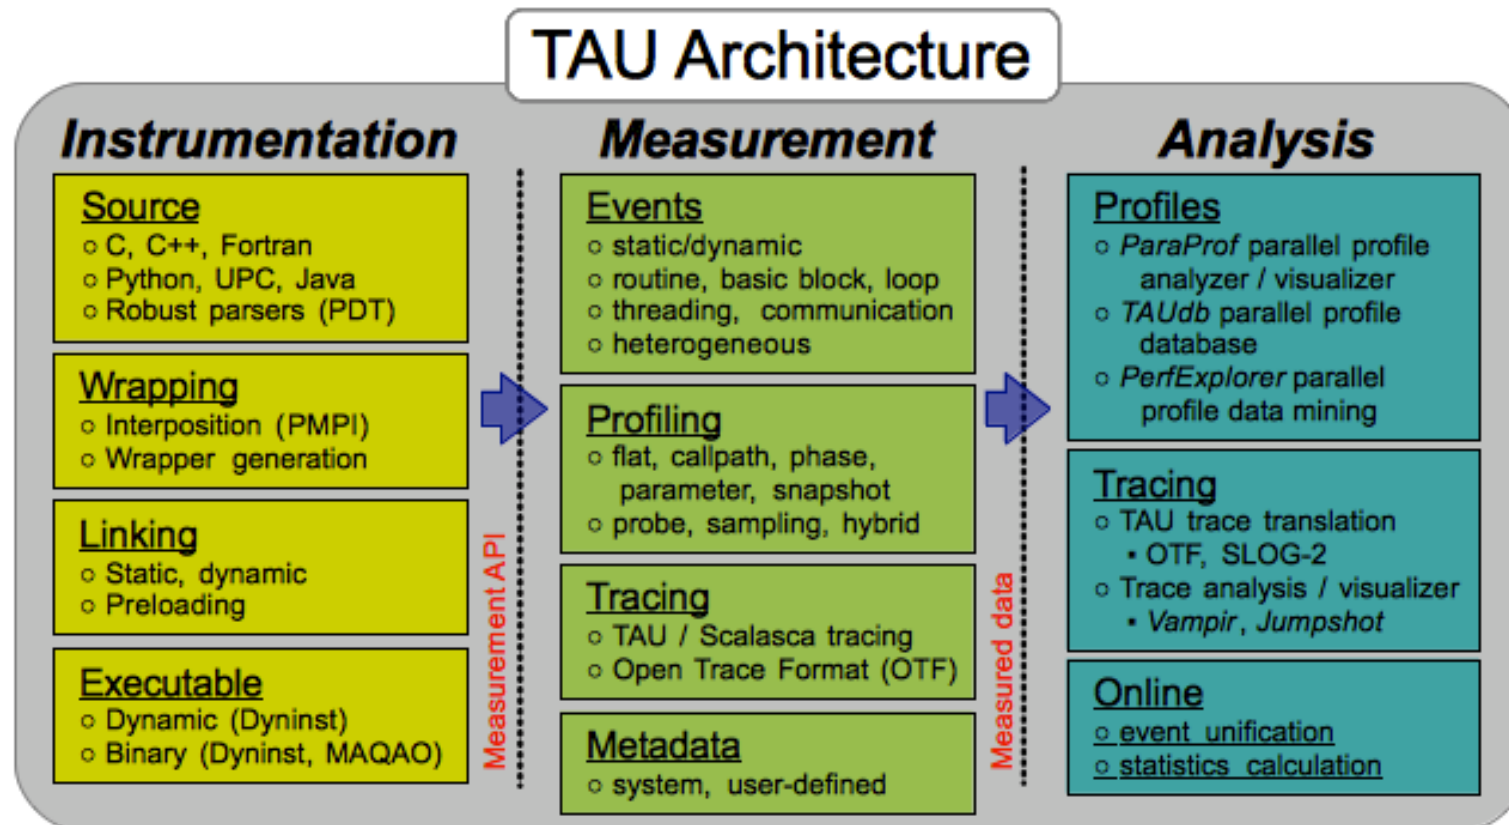 TAU Architecture
Instrumentation
Source
○ C, C++, Fortran
○ Python, UPC, Java
○ Robust parsers (PDT)
Wrapping
○ Interposition (PMPI)
○ Wrapper generation
Linking
○ Static, dynamic
○ Preloading
Executable
○ Dynamic (Dyninst)
○ Binary (Dyninst, MAQAO)
Measurement API
Measurement
Events
○ static/dynamic
○ routine, basic block, loop
○ threading, communication
○ heterogeneous
Profiling
○ flat, callpath, phase,
parameter, snapshot
○ probe, sampling, hybrid
Tracing
○ TAU / Scalasca tracing
○ Open Trace Format (OTF)
Metadata
○ system, user-defined
Measured data
Analysis
Profiles
○ ParaProf parallel profile
analyzer / visualizer
○ TAUdb parallel profile
database
○ PerfExplorer parallel
profile data mining
Tracing
○ TAU trace translation
▪ OTF, SLOG-2
○ Trace analysis / visualizer
▪ Vampir, Jumpshot
Online
○ event unification
○ statistics calculation